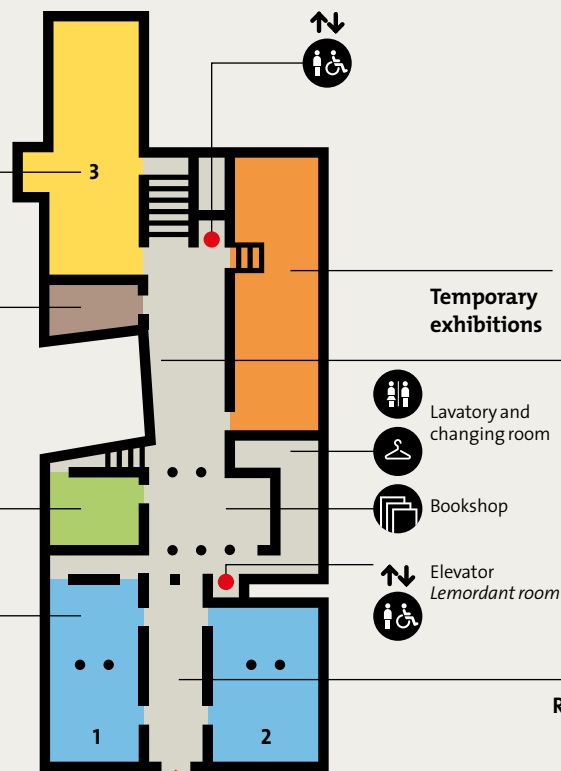 3
Temporary
exhibitions
Lavatory and
changing room
Bookshop
Elevator
Lemordant room
R
1
2